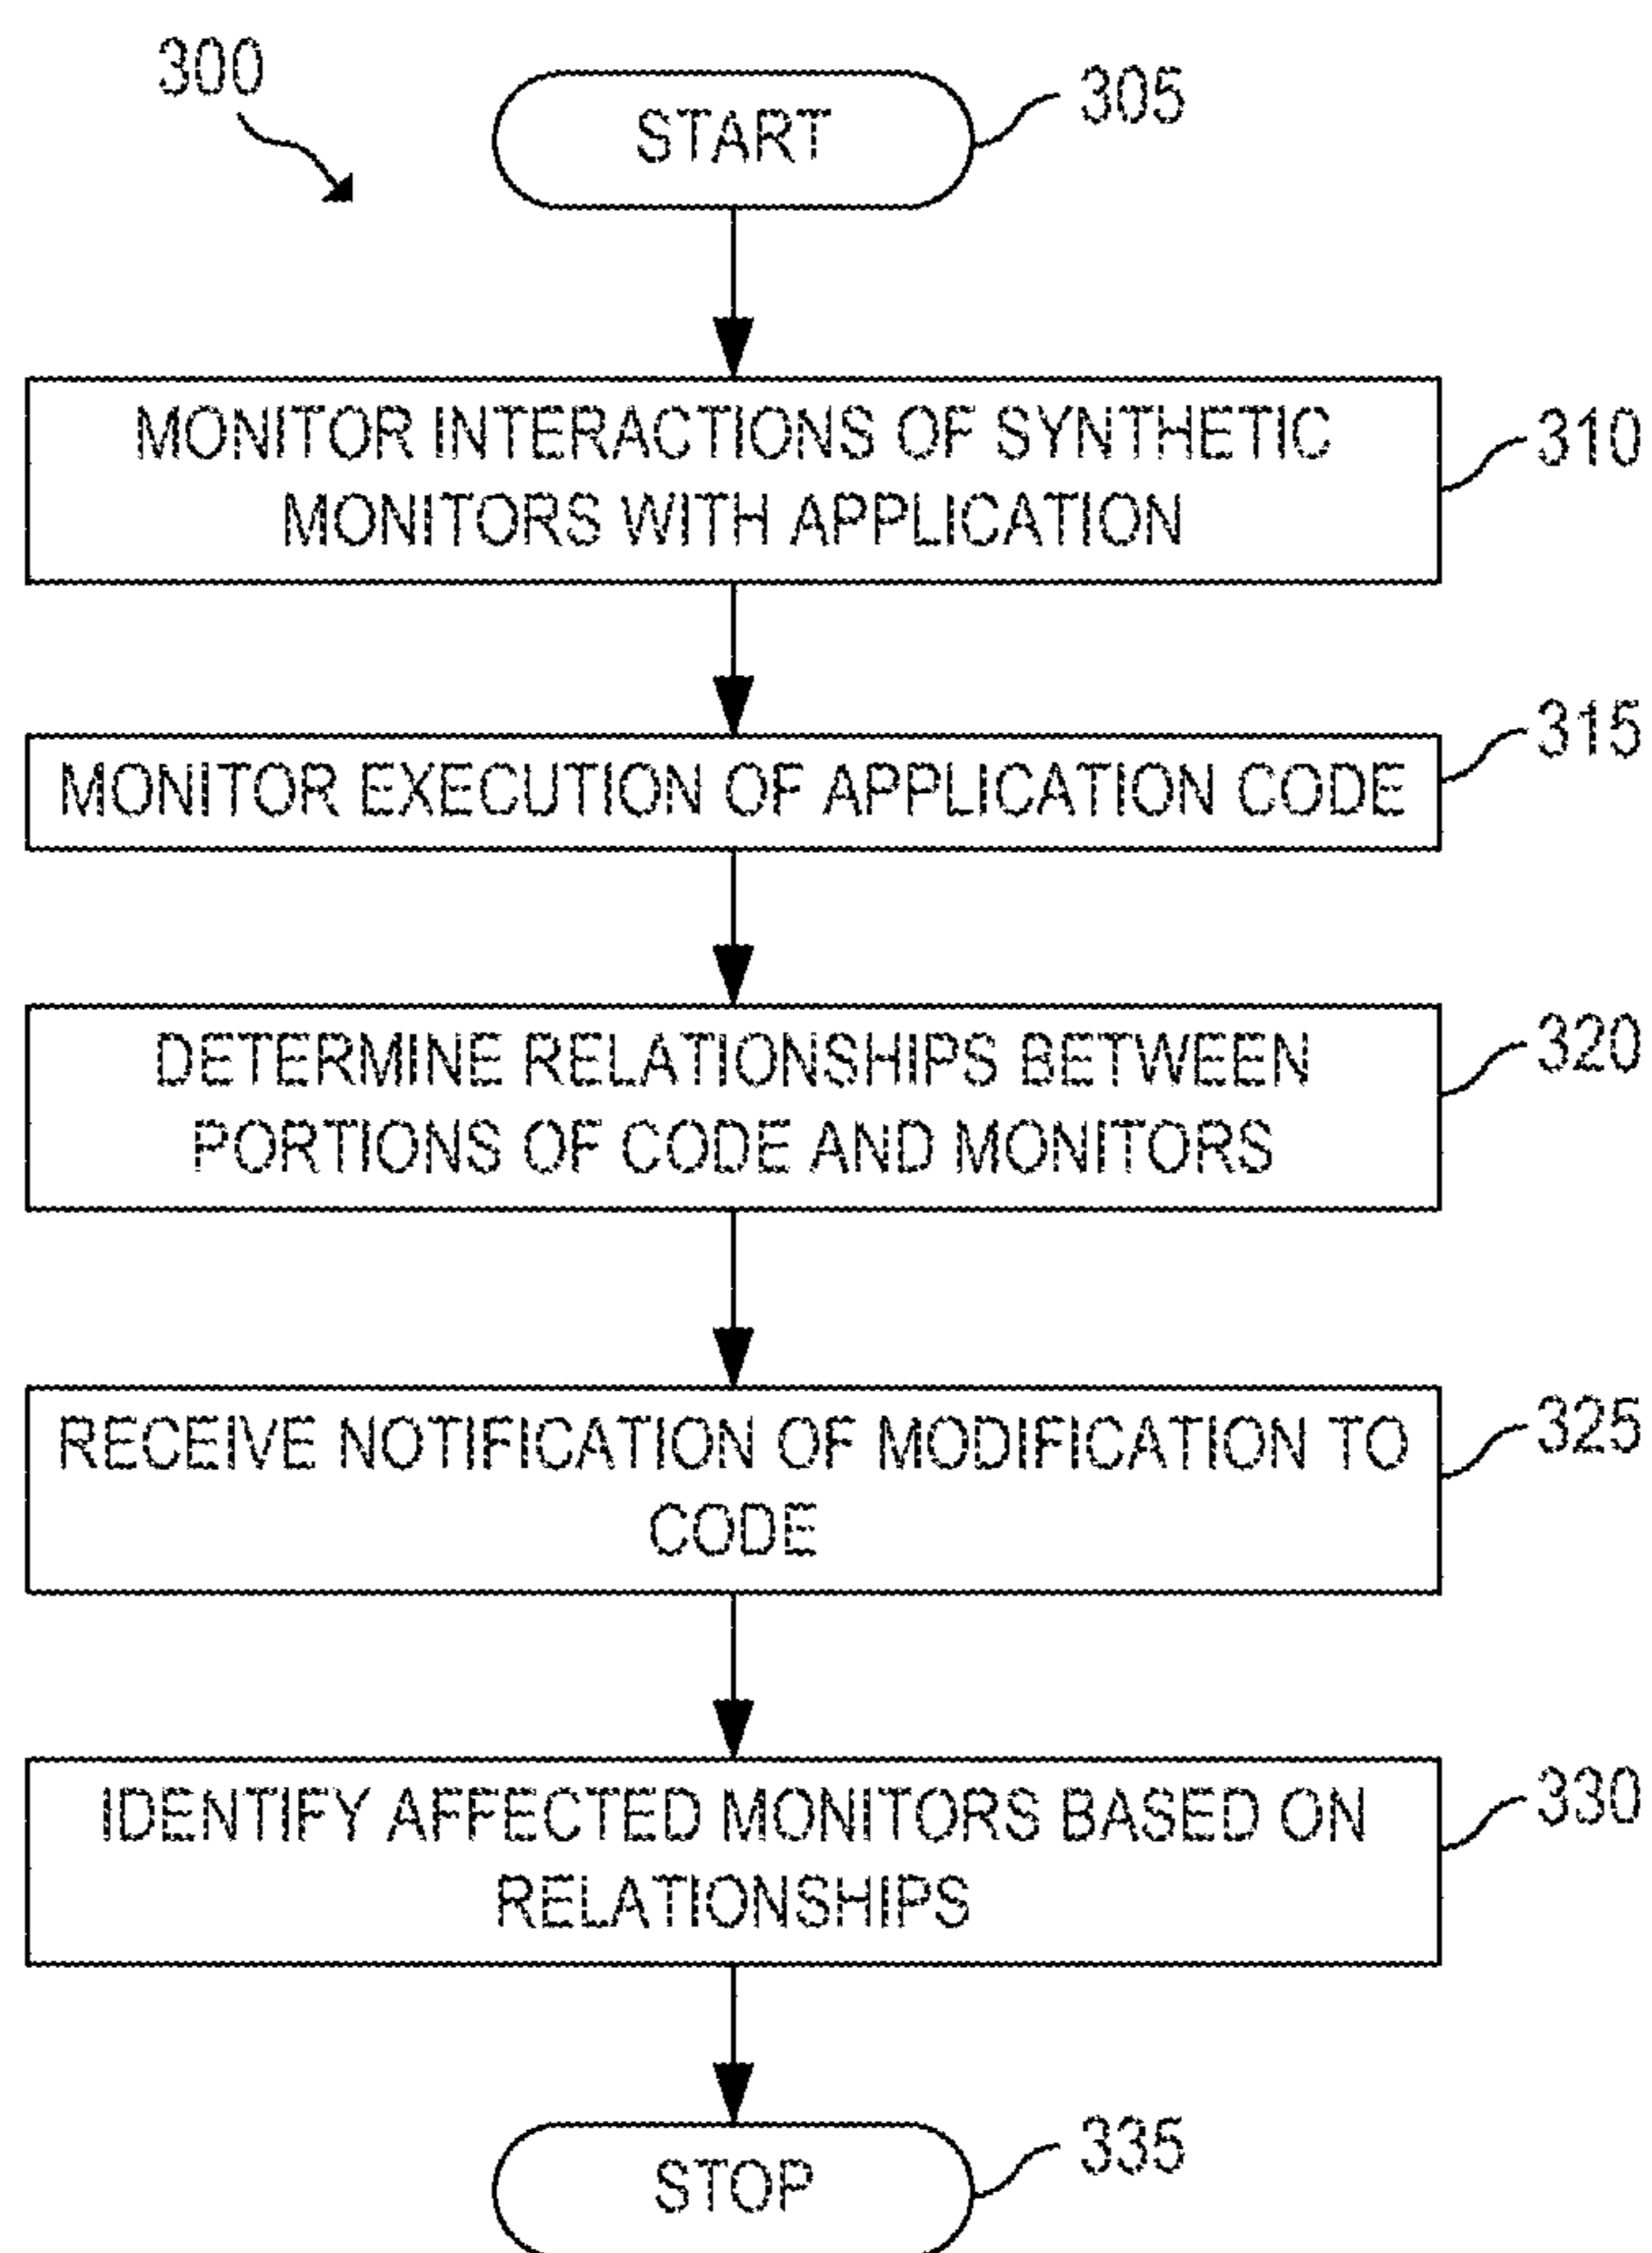 300
START
305
MONITOR INTERACTIONS OF SYNTHETIC
MONITORS WITH APPLICATION
310
MONITOR EXECUTION OF APPLICATION CODE
315
DETERMINE RELATIONSHIPS BETWEEN
PORTIONS OF CODE AND MONITORS
320
RECEIVE NOTIFICATION OF MODIFICATION TO
CODE
325
IDENTIFY AFFECTED MONITORS BASED ON
RELATIONSHIPS
330
STOP
335